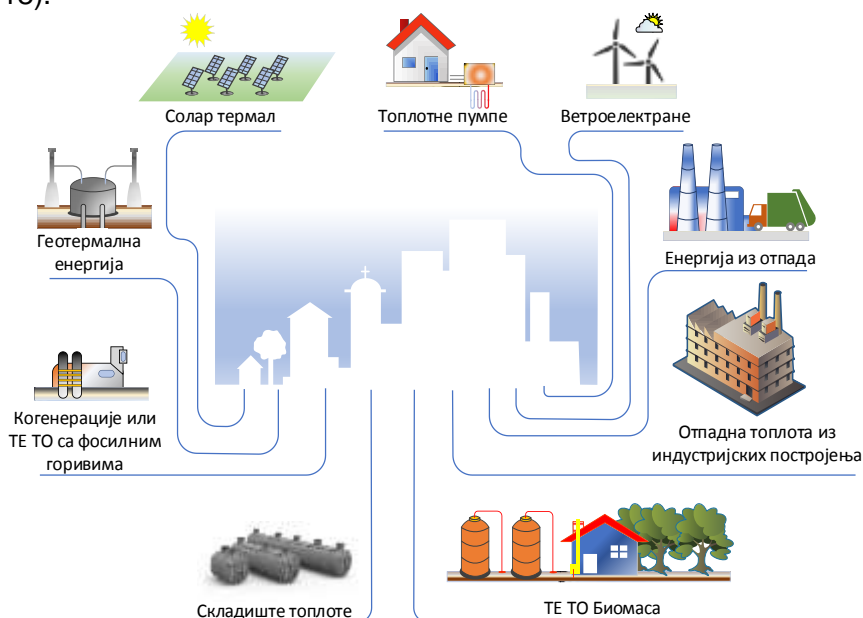 Солар термал
Топлотне пумпе
Ветроелектране
Геотермална
енергија
Енергија из отпада
Когенерације или
ТЕ ТО са фосилним
горивима
Отпадна топлота из
индустријских постројења
Складиште топлоте
ТЕ ТО Биомаса